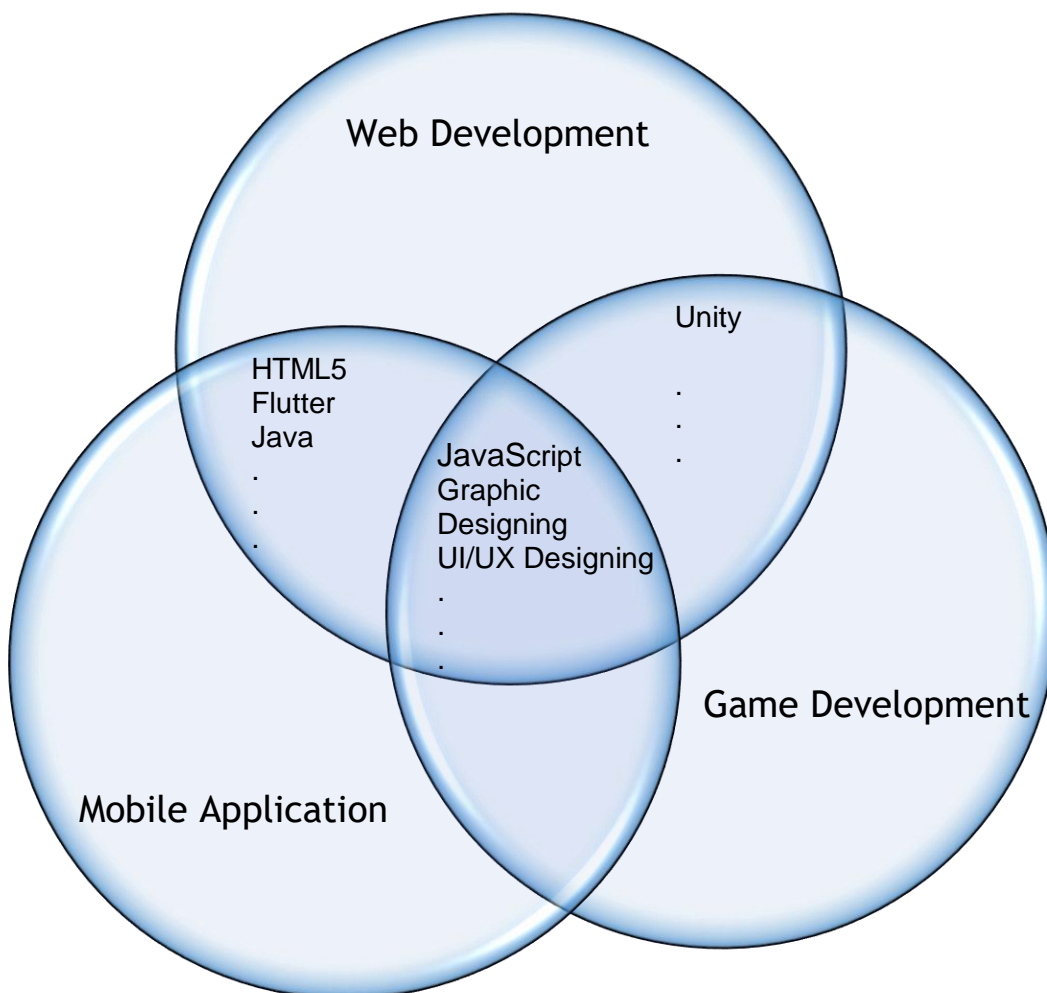 Web Development
Unity
.
.
.
HTML5
Flutter
Java
.
.
.
JavaScript
Graphic
Designing
UI/UX Designing
.
.
.
Game Development
Mobile Application